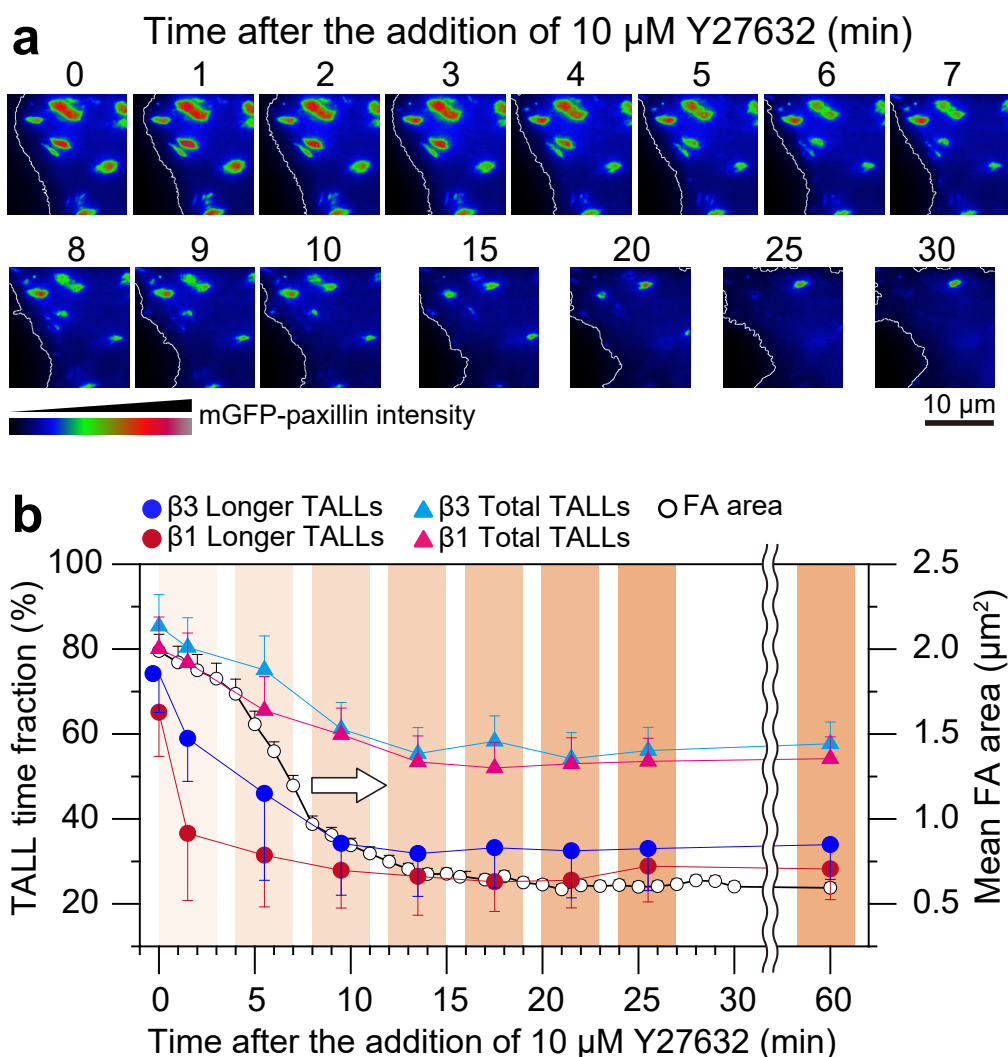 a
Time after the addition of 10 µM Y27632 (min)
0 1 2 3 4 5 6 7
8 9 10 15 20 25 30
mGFP-paxillin intensity
10 µm
b
β3 Longer TALLs β3 Total TALLs FA area
β1 Longer TALLs β1 Total TALLs
TALL time fraction (%)
100
80
60
40
20
2.5
2.0
1.5
1.0
0.5
Mean FA area (µm²)
0 5 10 15 20 25 30 60
Time after the addition of 10 µM Y27632 (min)